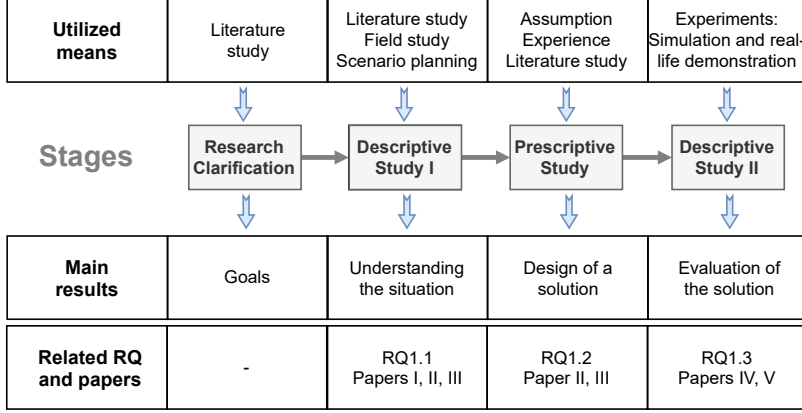 Utilized
means
Literature
study
Literature study
Field study
Scenario planning
Assumption
Experience
Literature study
Experiments:
Simulation and real-
life demonstration
Stages
Research
Clarification
Descriptive
Study I
Prescriptive
Study
Descriptive
Study II
Main
results
Goals
Understanding
the situation
Design of a
solution
Evaluation of
the solution
Related RQ
and papers
-
RQ1.1
Papers I, II, III
RQ1.2
Paper II, III
RQ1.3
Papers IV, V